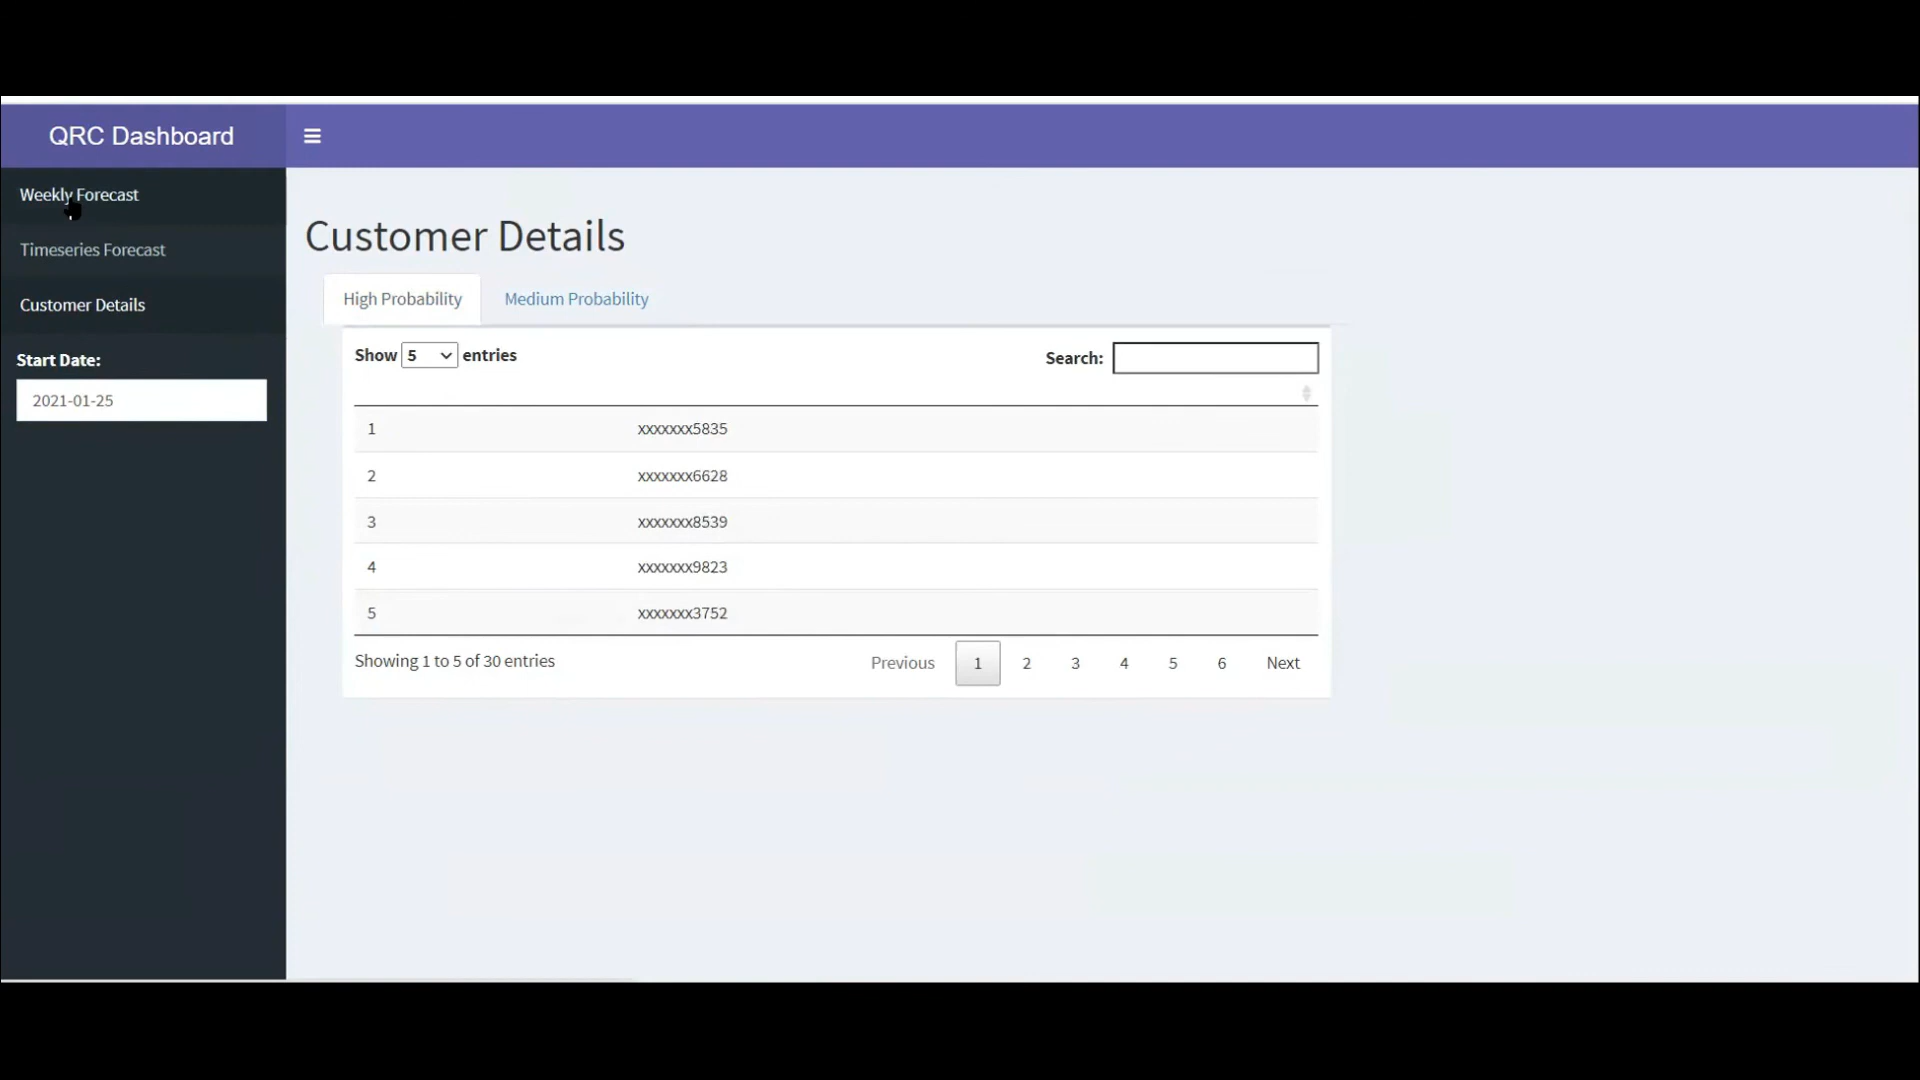 QRC Dashboard
Weekly Forecast
Timeseries Forecast
Customer Details
Start Date:
2021-01-25
Customer Details
High Probability Medium Probability
Show 5 entries Search:
1 xxxxxxx5835
2 xxxxxxx6628
3 xxxxxxx8539
4 xxxxxxx9823
5 xxxxxxx3752
Showing 1 to 5 of 30 entries Previous 1 2 3 4 5 6 Next